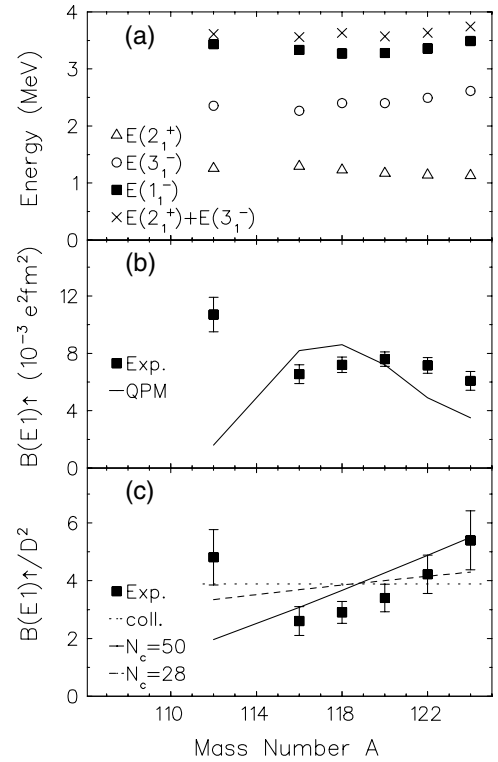 (a)
Energy (MeV)
4
3
2
1
0
E(2₁⁺)
E(3₁⁻)
E(1₁⁻)
E(2₁⁺)+E(3₁⁻)
(b)
B(E1)↑ (10⁻³ e²fm²)
12
8
4
0
Exp.
QPM
(c)
B(E1)↑/D²
6
4
2
0
Exp.
coll.
N_c=50
N_c=28
110 114 118 122
Mass Number A